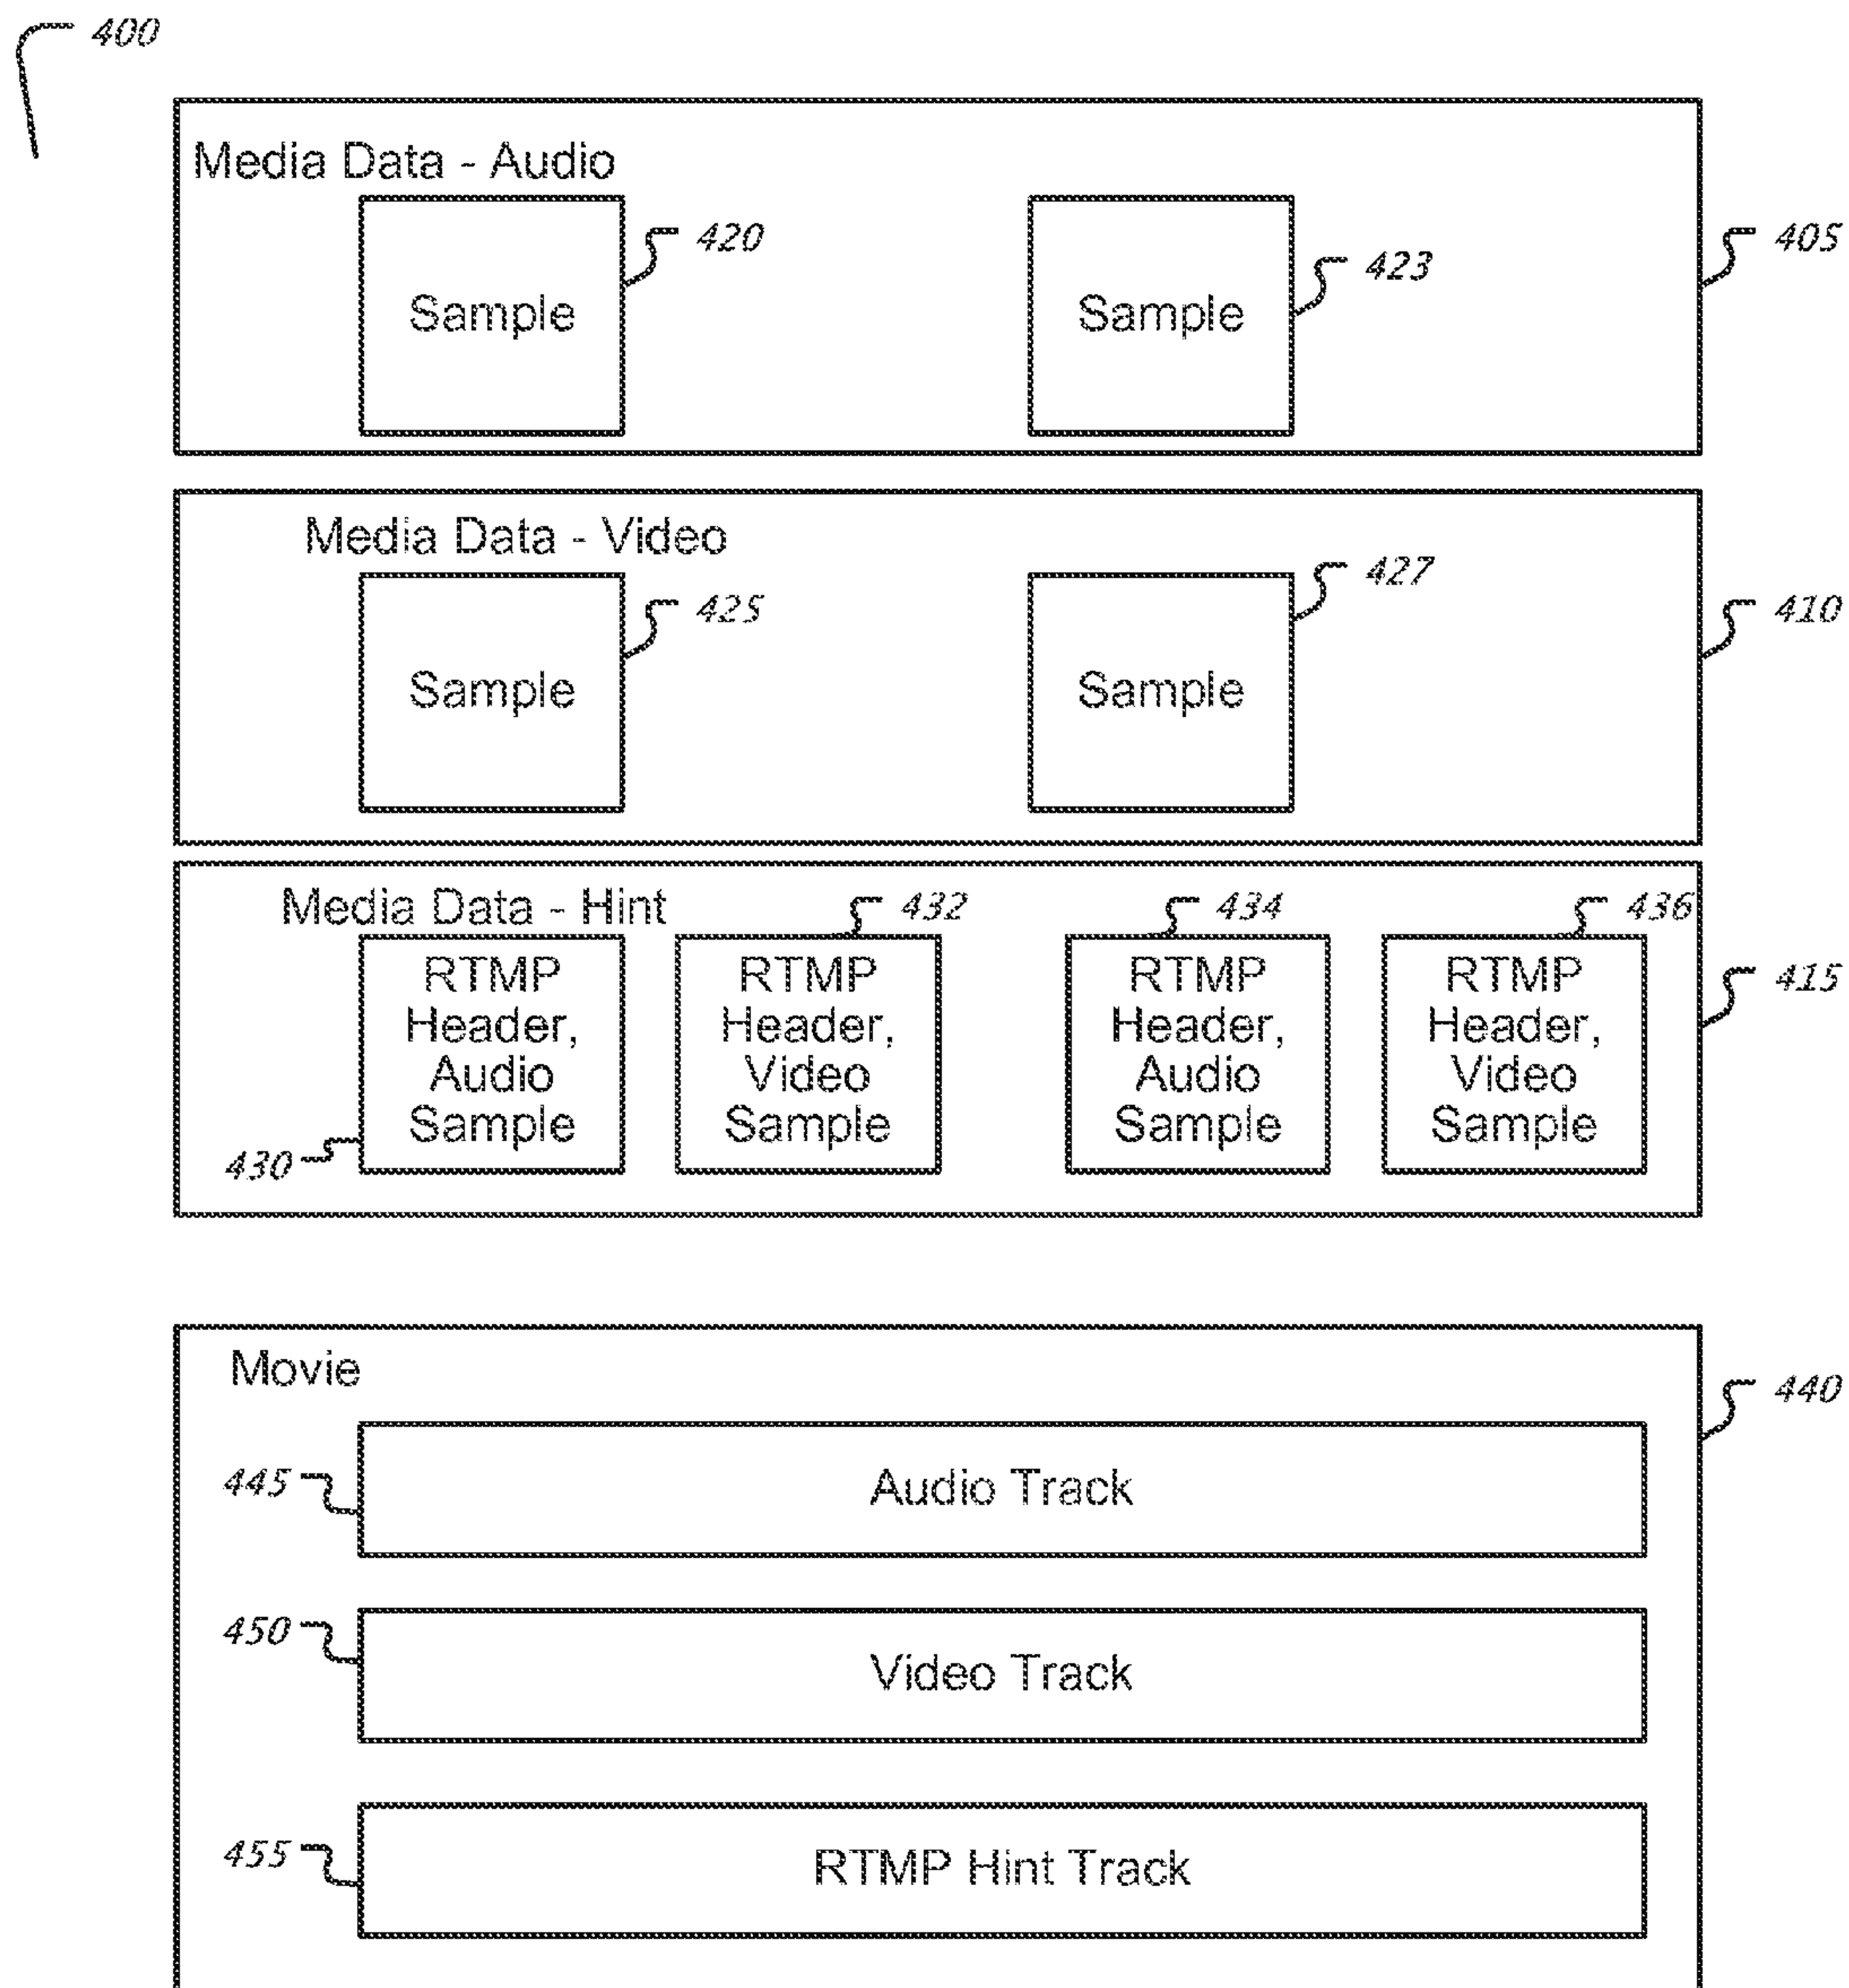 400
Media Data - Audio
420
423
405
Sample
Sample
Media Data - Video
425
427
410
Sample
Sample
Media Data - Hint
432
434
436
415
RTMP
Header,
Audio
Sample
RTMP
Header,
Video
Sample
RTMP
Header,
Audio
Sample
RTMP
Header,
Video
Sample
430
Movie
440
445
Audio Track
450
Video Track
455
RTMP Hint Track